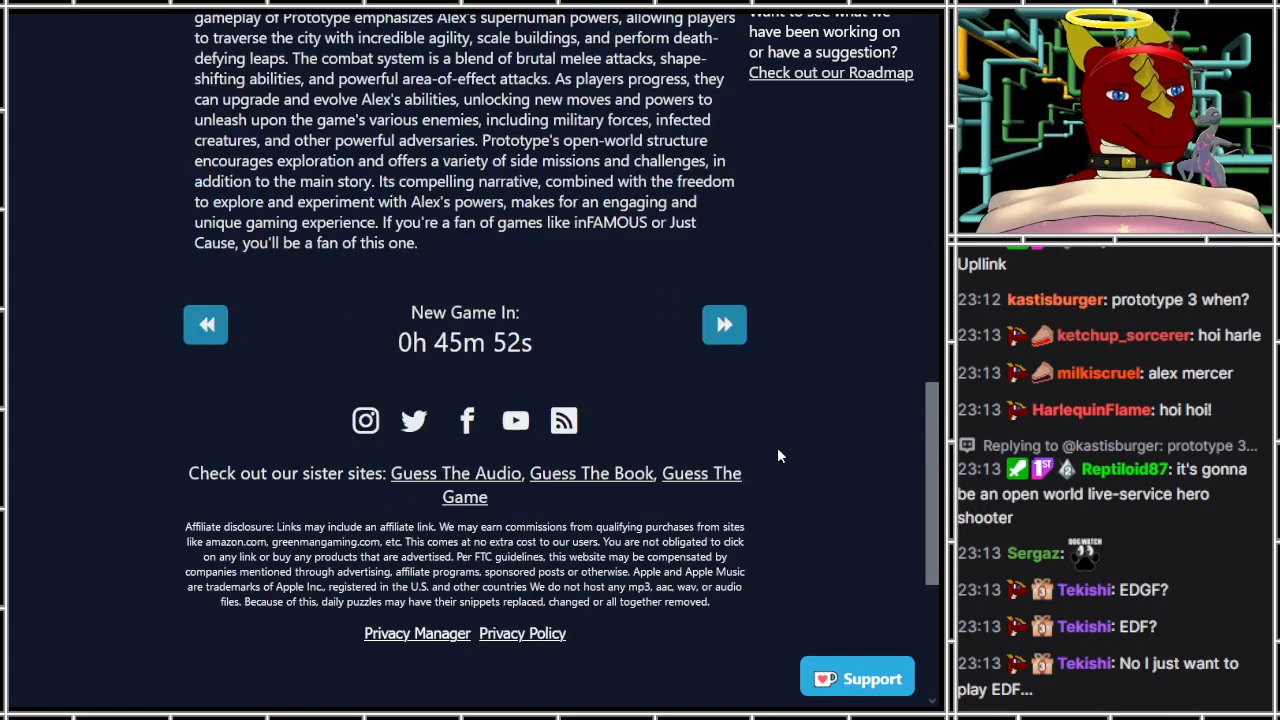 gameplay of Prototype emphasizes Alex's superhuman powers, allowing players
to traverse the city with incredible agility, scale buildings, and perform death-
defying leaps. The combat system is a blend of brutal melee attacks, shape-
shifting abilities, and powerful area-of-effect attacks. As players progress, they
can upgrade and evolve Alex's abilities, unlocking new moves and powers to
unleash upon the game's various enemies, including military forces, infected
creatures, and other powerful adversaries. Prototype's open-world structure
encourages exploration and offers a variety of side missions and challenges, in
addition to the main story. Its compelling narrative, combined with the freedom
to explore and experiment with Alex's powers, makes for an engaging and
unique gaming experience. If you're a fan of games like inFAMOUS or Just
Cause, you'll be a fan of this one.
Want to see what we
have been working on
or have a suggestion?
Check out our Roadmap
New Game In:
0h 45m 52s
Check out our sister sites: Guess The Audio, Guess The Book, Guess The
Game
Affiliate disclosure: Links may include an affiliate link. We may earn commissions from qualifying purchases from sites
like amazon.com, greenmangaming.com, etc. This comes at no extra cost to our users. You are not obligated to click
on any link or buy any products that are advertised. Per FTC guidelines, this website may be compensated by
companies mentioned through advertising, affiliate programs, sponsored posts or otherwise. Apple and Apple Music
are trademarks of Apple Inc., registered in the U.S. and other countries We do not host any mp3, aac, wav, or audio
files. Because of this, daily puzzles may have their snippets replaced, changed or all together removed.
Privacy Manager Privacy Policy
Support
Upllink
23:12 kastisburger: prototype 3 when?
23:13 ketchup_sorcerer: hoi harle
23:13 milkiscruel: alex mercer
23:13 HarlequinFlame: hoi hoi!
Replying to @kastisburger: prototype 3...
23:13 1ST 2 Reptiloid87: it's gonna
be an open world live-service hero
shooter
23:13 Sergaz: DOG WATCH
23:13 3 Tekishi: EDGF?
23:13 3 Tekishi: EDF?
23:13 3 Tekishi: No I just want to
play EDF...